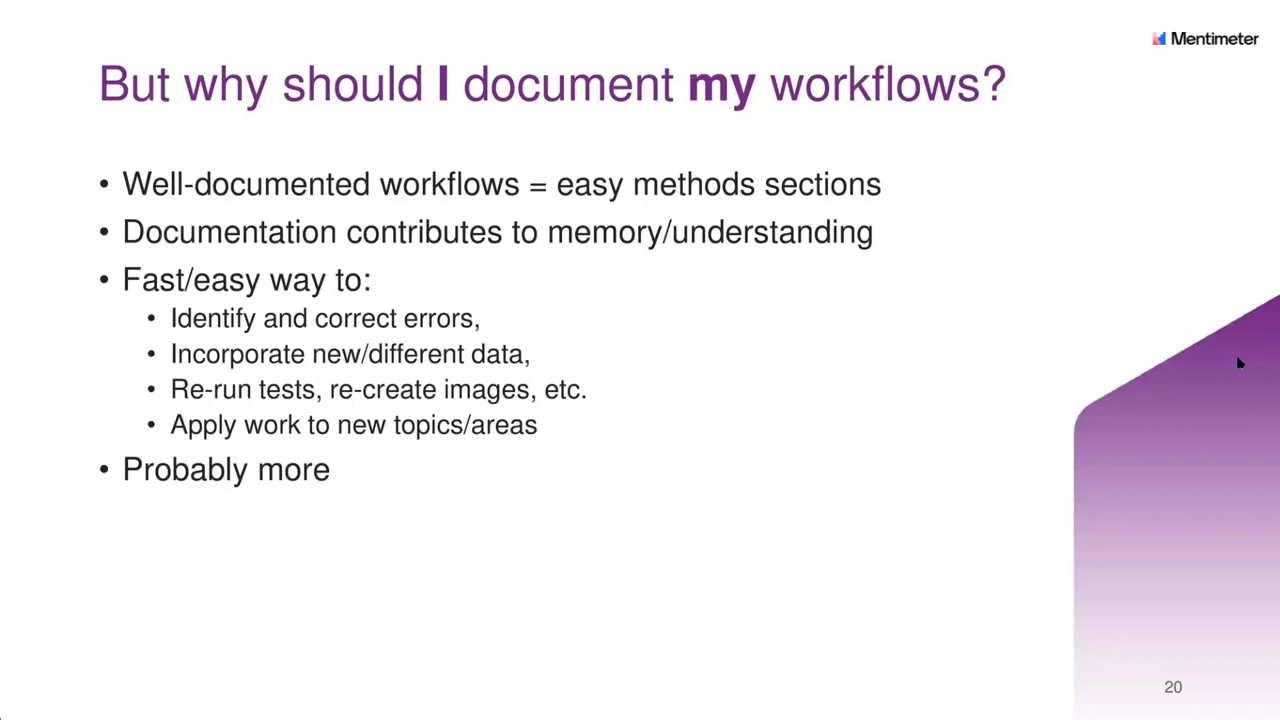 Mentimeter
But why should I document my workflows?
• Well-documented workflows = easy methods sections
• Documentation contributes to memory/understanding
• Fast/easy way to:
• Identify and correct errors,
• Incorporate new/different data,
• Re-run tests, re-create images, etc.
• Apply work to new topics/areas
• Probably more
20